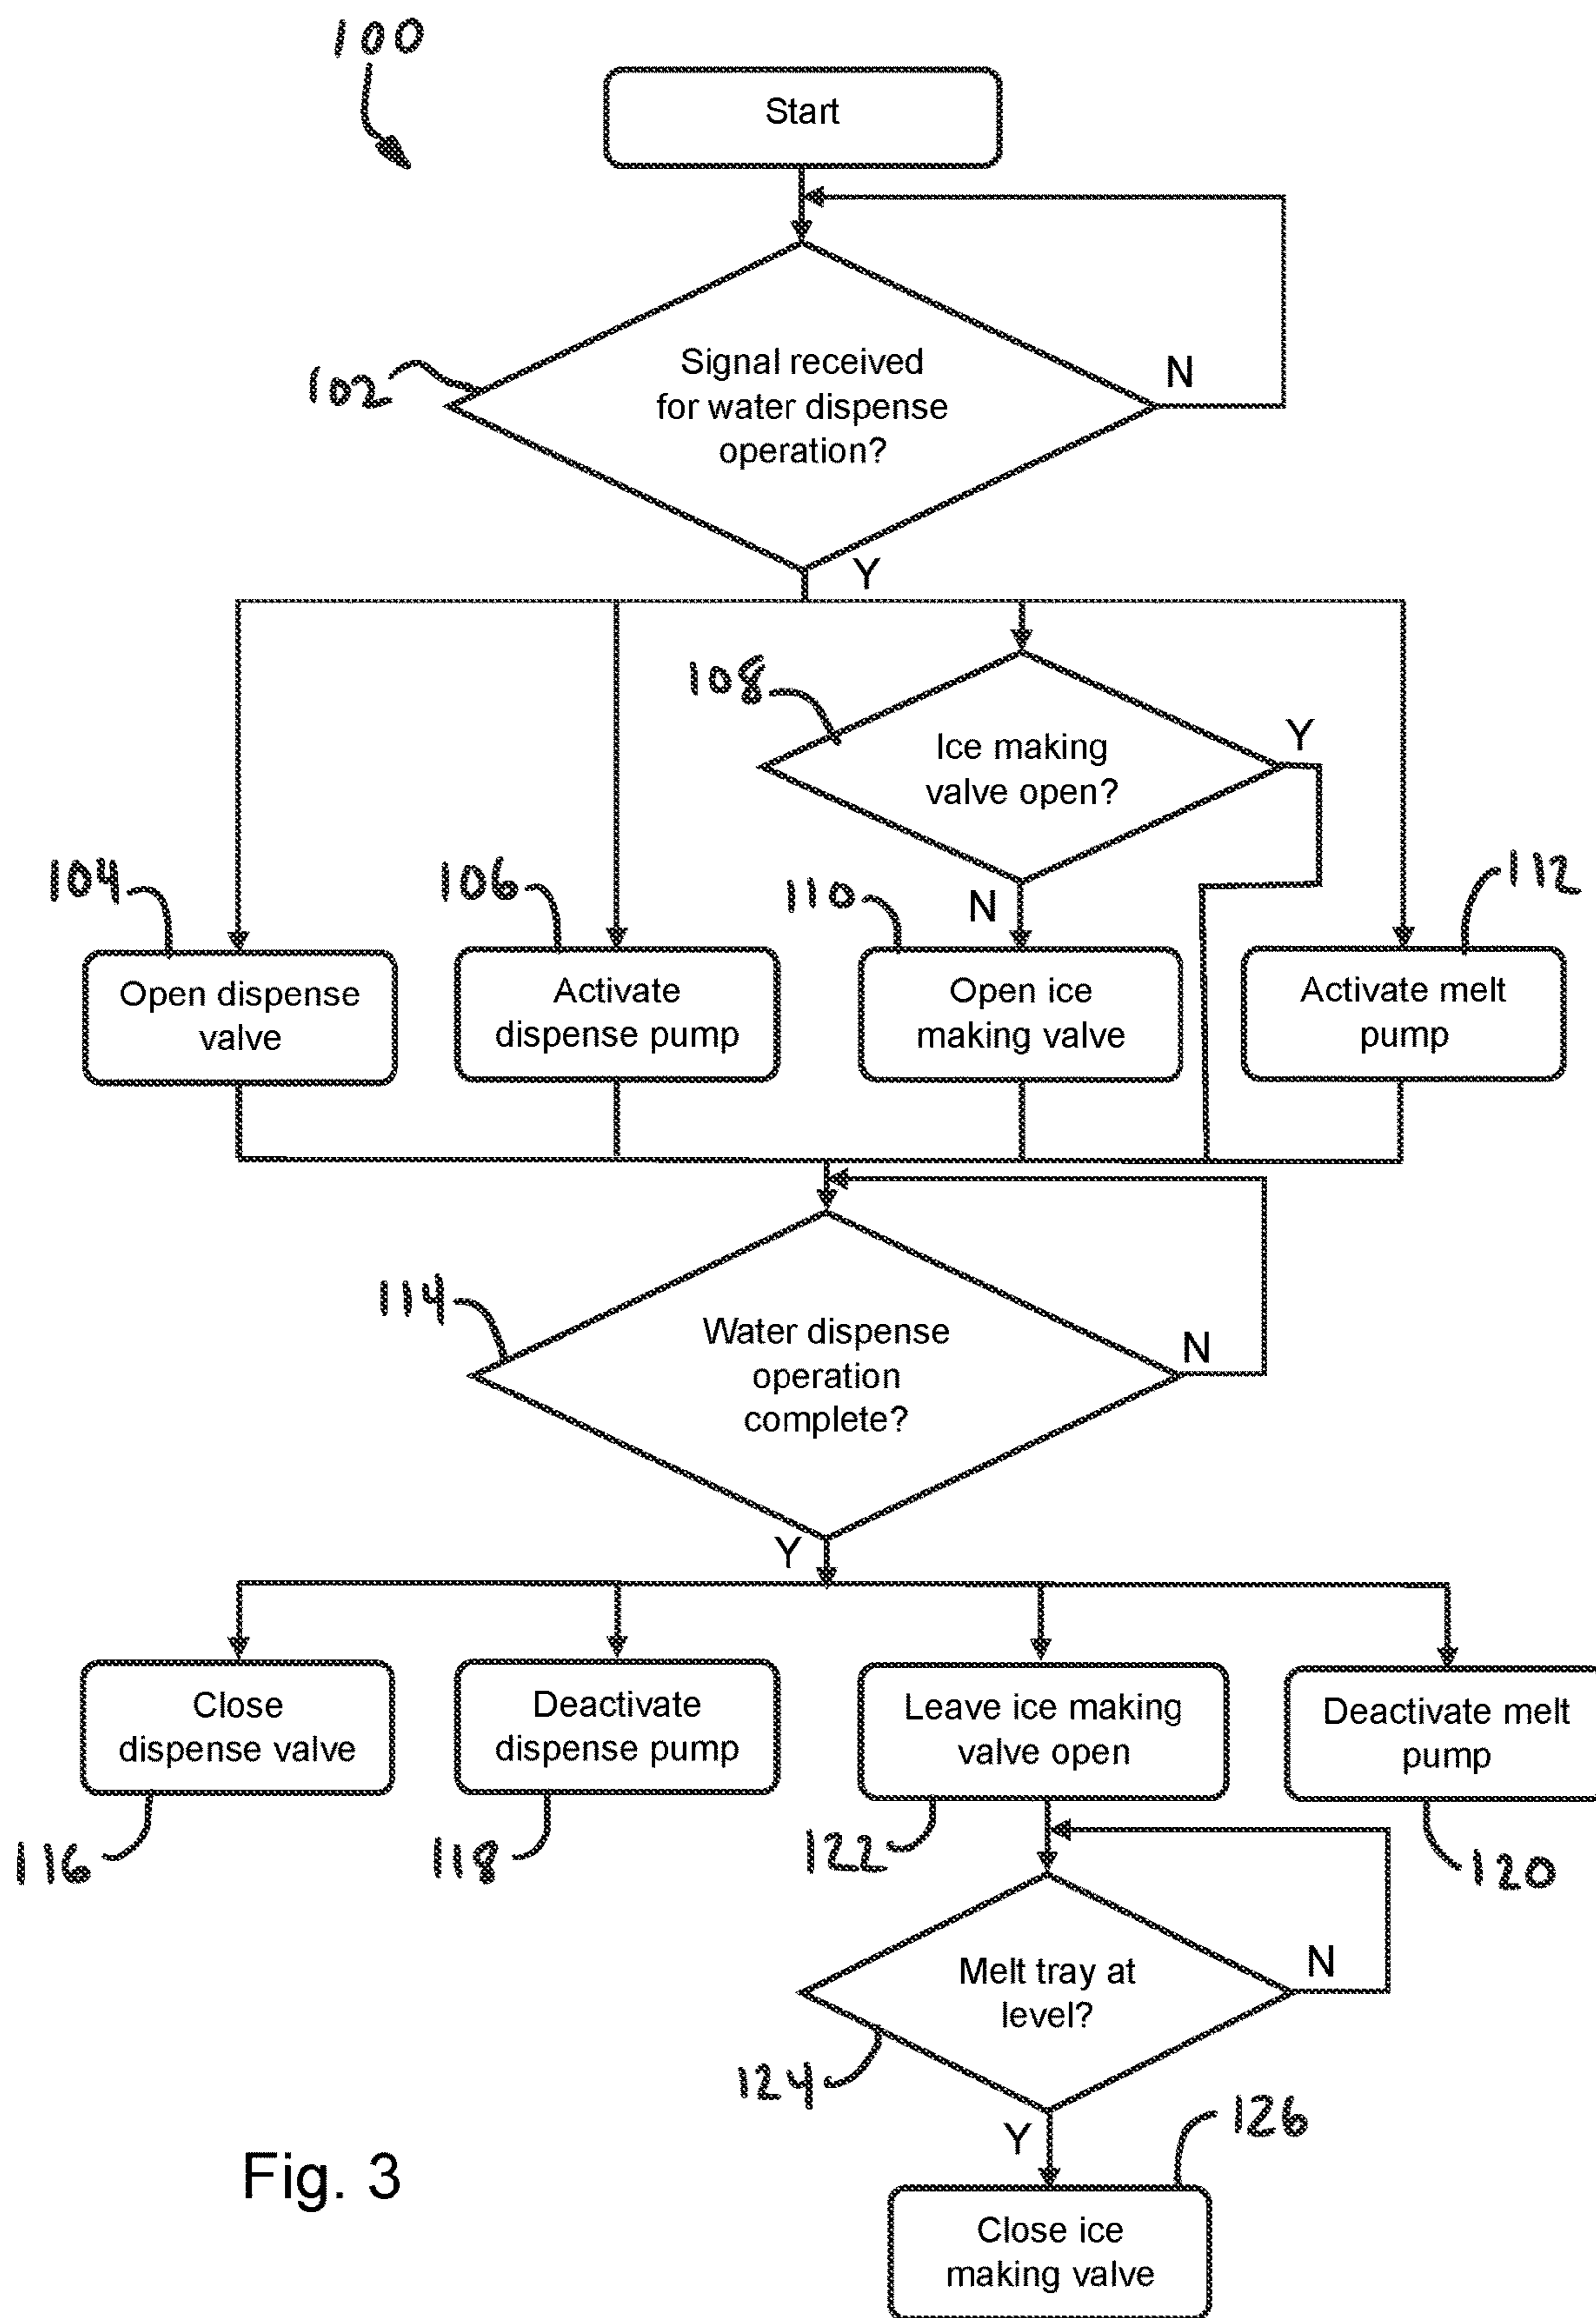 100
Start
102
Signal received
for water dispense
operation?
N
Y
108
Ice making
valve open?
Y
104
106
110
N
112
Open dispense
valve
Activate
dispense pump
Open ice
making valve
Activate melt
pump
114
Water dispense
operation
complete?
N
Y
Close
dispense valve
Deactivate
dispense pump
Leave ice making
valve open
Deactivate melt
pump
116
118
122
120
Melt tray at
level?
N
124
Y
126
Fig. 3
Close ice
making valve